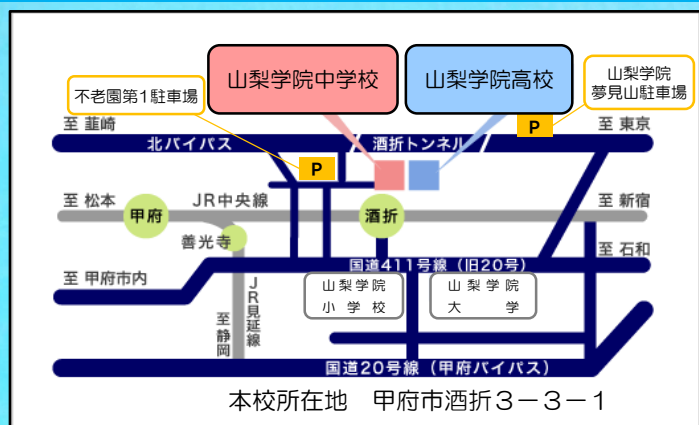 山梨学院中学校
山梨学院高校
不老園第1駐車場
山梨学院
夢見山駐車場
至 韮崎
P
至 東京
北バイパス
酒折トンネル
P
至 松本
甲府
JR中央線
酒折
至 新宿
善光寺
国道411号線（旧20号）
至 石和
至 甲府市内
JR身延線
至静岡
山梨学院
小学校
山梨学院
大学
国道20号線（甲府バイパス）
本校所在地　甲府市酒折３－３－１